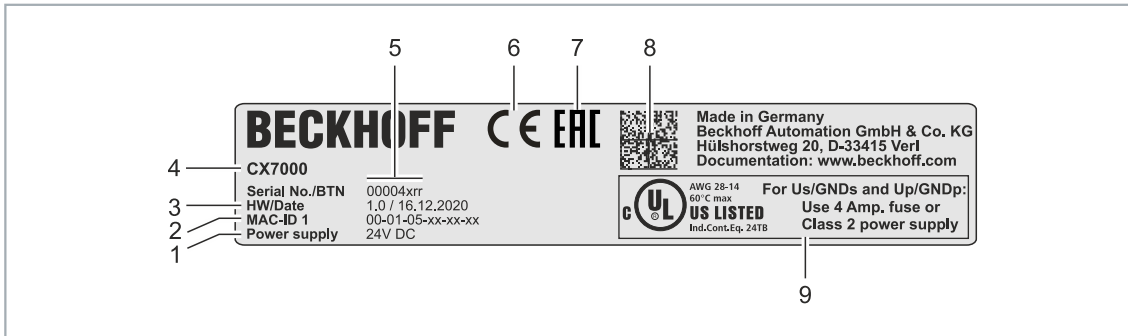 5
6
7
8
BECKHOFF CE EAC
Made in Germany
Beckhoff Automation GmbH & Co. KG
Hülshorstweg 20, D-33415 Verl
Documentation: www.beckhoff.com
4
CX7000
Serial No./BTN 00004xrr
3
HW/Date 1.0 / 16.12.2020
2
MAC-ID 1 00-01-05-xx-xx-xx
1
Power supply 24V DC
C UL ®
AWG 28-14
60°C max
US LISTED
Ind.Cont.Eq. 24TB
For Us/GNDs and Up/GNDp:
Use 4 Amp. fuse or
Class 2 power supply
9